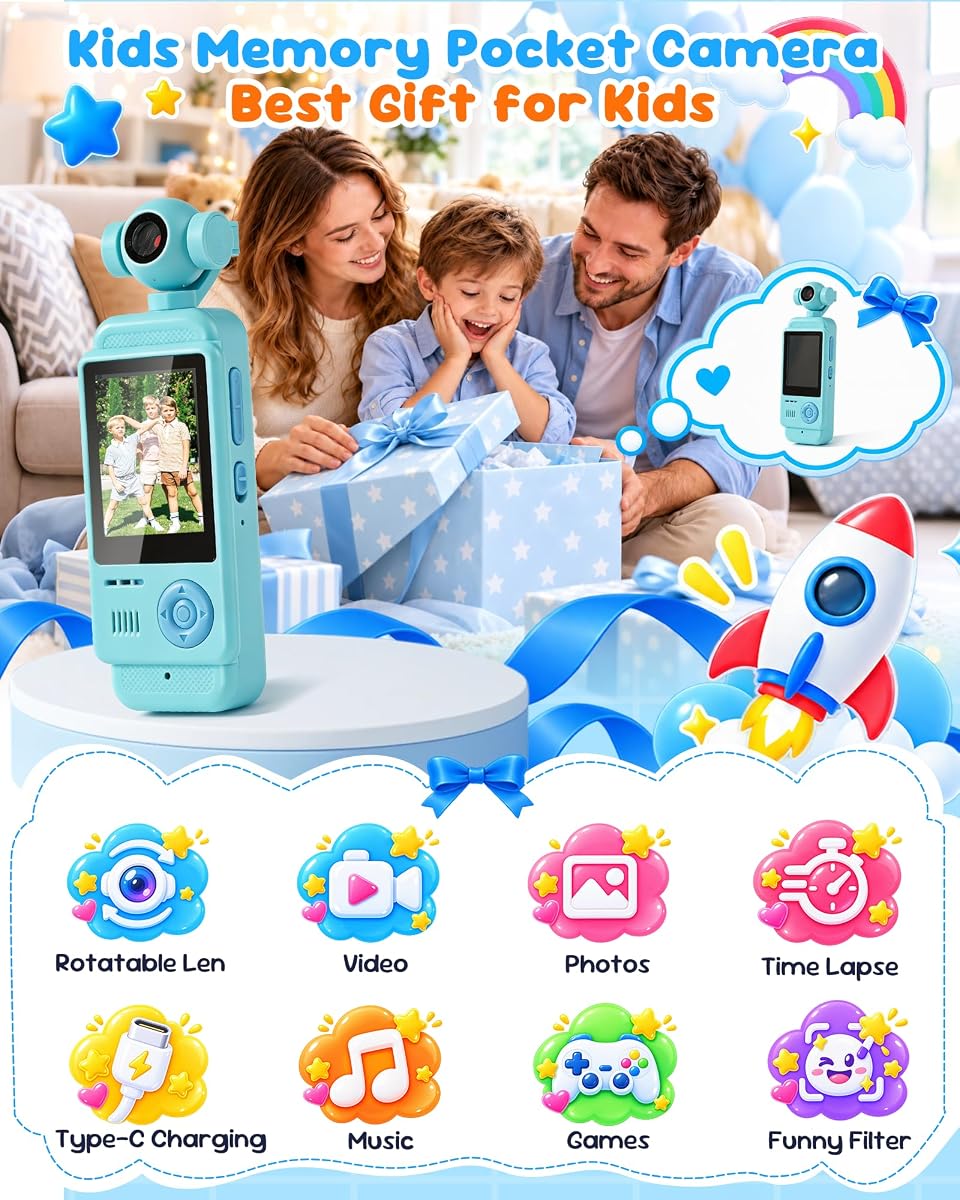 Kids Memory Pocket Camera
Best Gift for Kids
Rotatable Len
Video
Photos
Time Lapse
Type-C Charging
Music
Games
Funny Filter